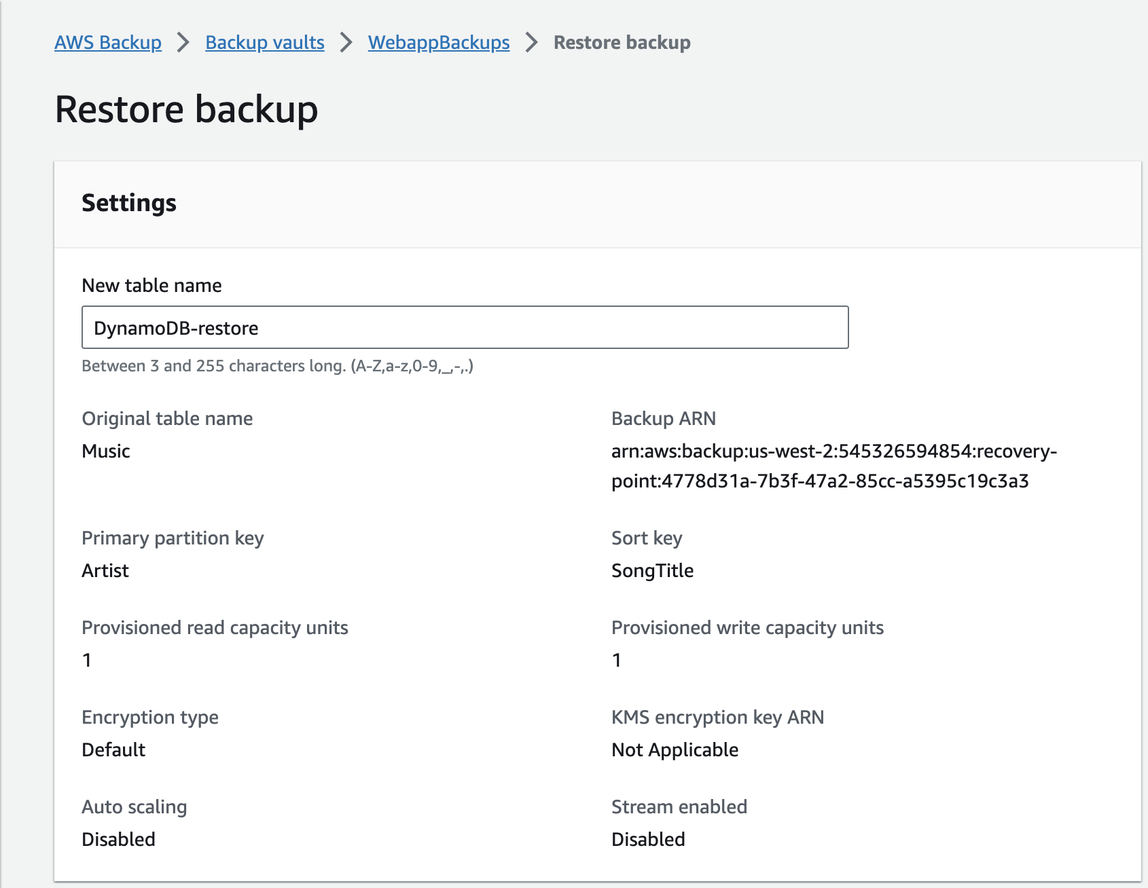 AWS Backup > Backup vaults > WebappBackups > Restore backup
Restore backup
Settings
New table name
DynamoDB-restore
Between 3 and 255 characters long. (A-Z,a-z,0-9,_,-,.)
Original table name
Music
Backup ARN
arn:aws:backup:us-west-2:545326594854:recovery-
point:4778d31a-7b3f-47a2-85cc-a5395c19c3a3
Primary partition key
Artist
Sort key
SongTitle
Provisioned read capacity units
1
Provisioned write capacity units
1
Encryption type
Default
KMS encryption key ARN
Not Applicable
Auto scaling
Disabled
Stream enabled
Disabled